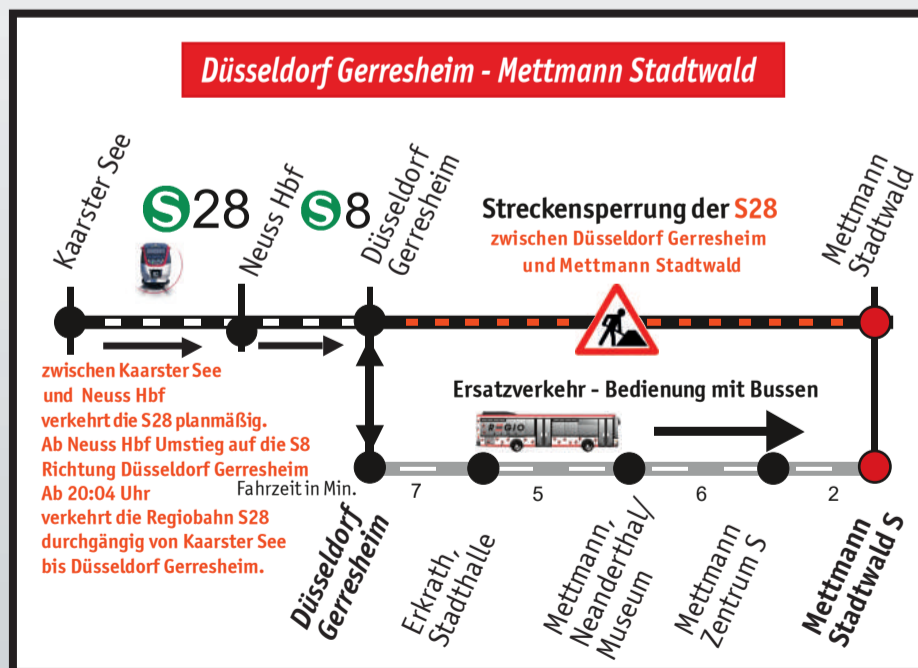 Düsseldorf Gerresheim - Mettmann Stadtwald
Kaarster See
S 28
Neuss Hbf
S 8
Düsseldorf
Gerresheim
Streckensperrung der S28
zwischen Düsseldorf Gerresheim
und Mettmann Stadtwald
Mettmann
Stadtwald
zwischen Kaarster See
und Neuss Hbf
verkehrt die S28 planmäßig.
Ab Neuss Hbf Umstieg auf die S8
Richtung Düsseldorf Gerresheim
Ab 20:04 Uhr
verkehrt die Regiobahn S28
durchgängig von Kaarster See
bis Düsseldorf Gerresheim.
Ersatzverkehr - Bedienung mit Bussen
Fahrzeit in Min.
7
5
6
2
Düsseldorf
Gerresheim
Erkrath,
Stadthalle
Mettmann,
Neanderthal/
Museum
Mettmann
Zentrum S
Mettmann
Stadtwald S